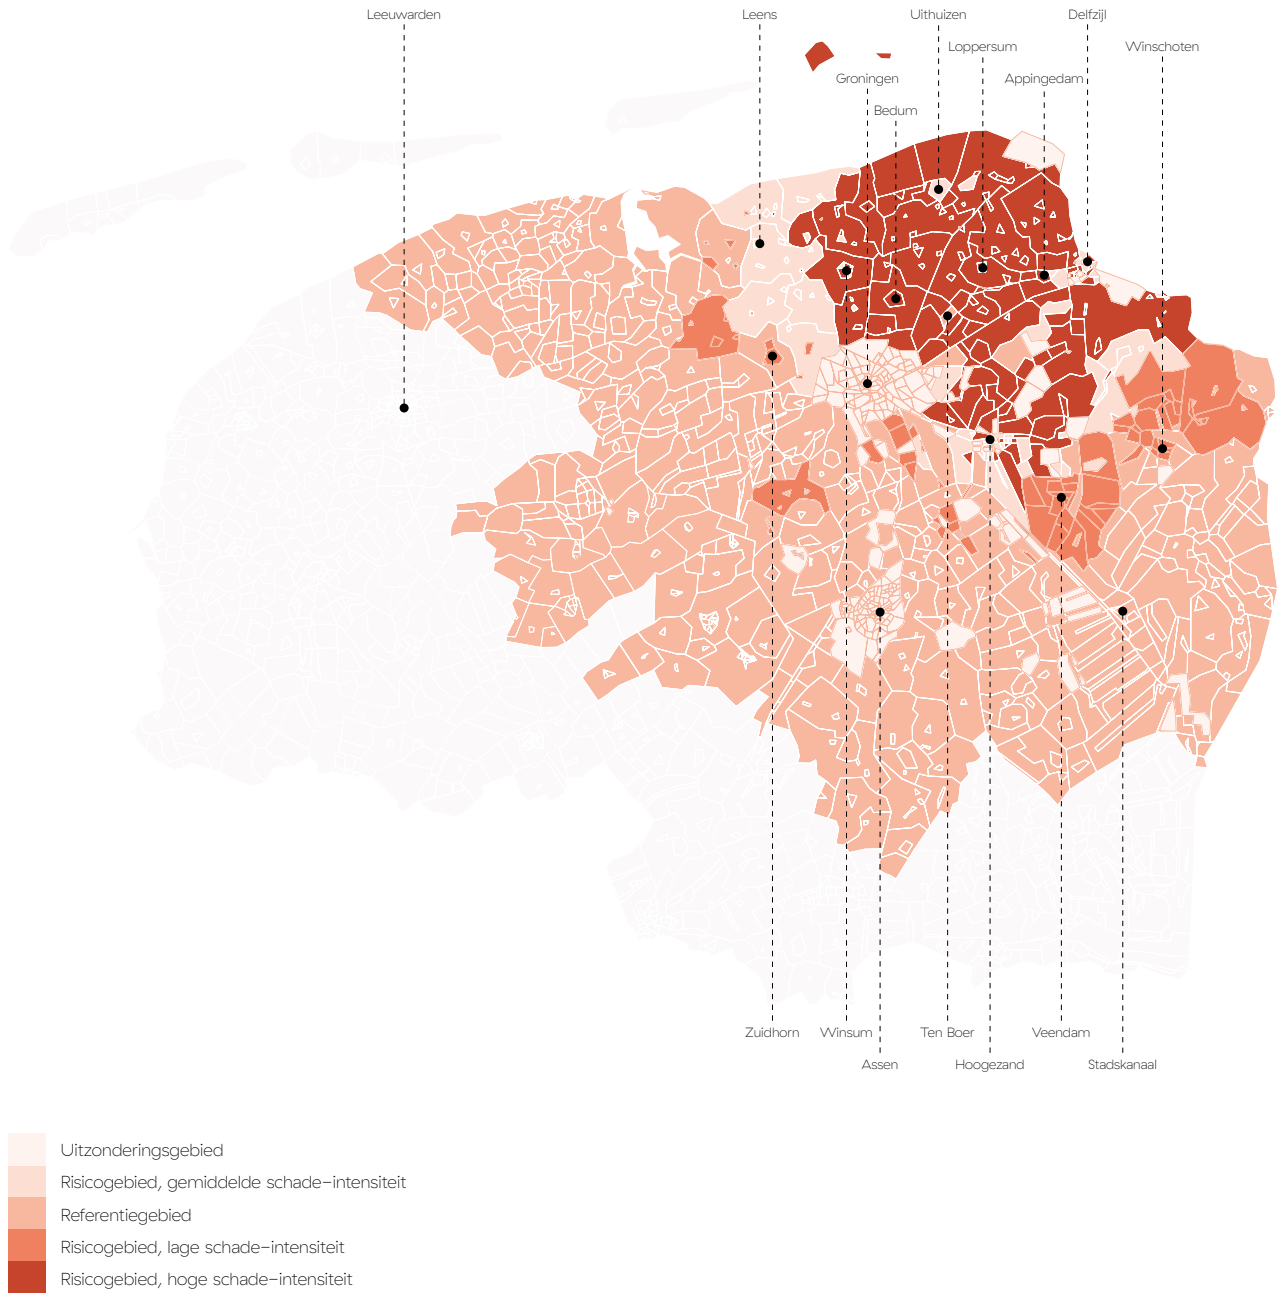 Leeuwarden
Leens
Uithuizen
Delfzijl
Loppersum
Winschoten
Groningen
Appingedam
Bedum
Zuidhorn
Winsum
Ten Boer
Veendam
Assen
Hoogezand
Stadskanaal
Uitzonderingsgebied
Risicogebied, gemiddelde schade-intensiteit
Referentiegebied
Risicogebied, lage schade-intensiteit
Risicogebied, hoge schade-intensiteit